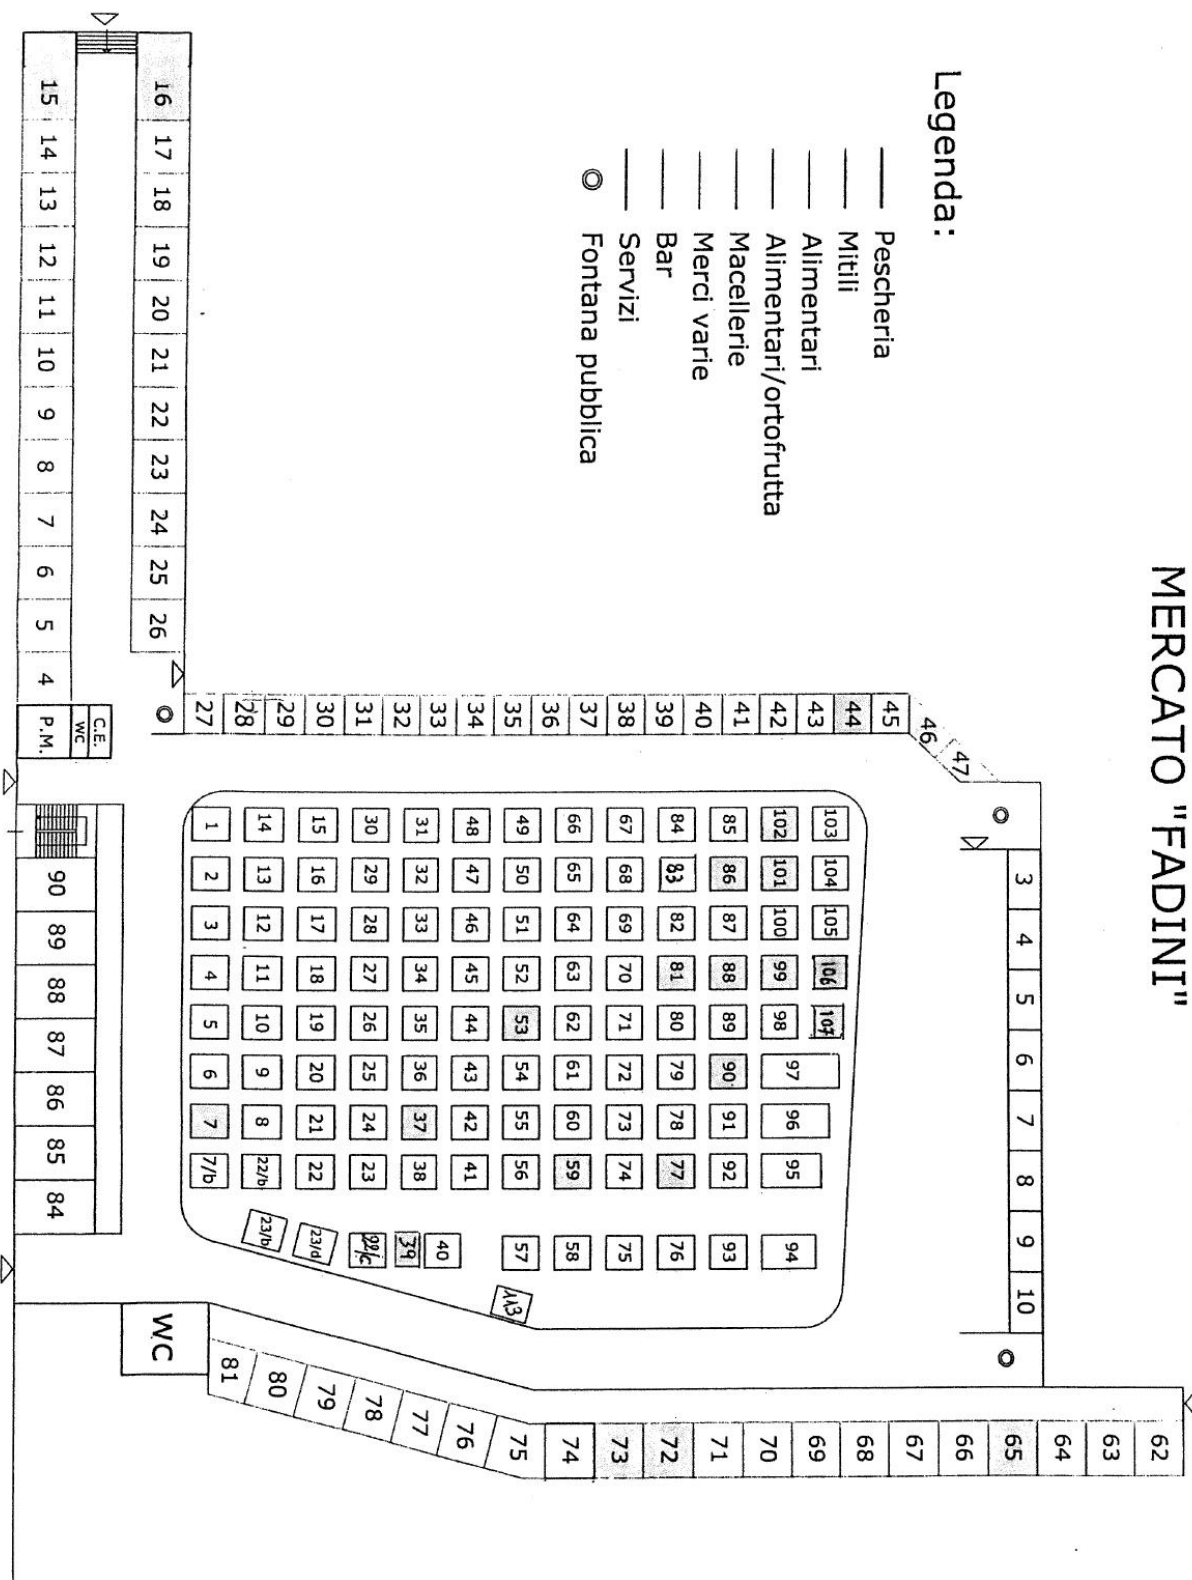 MERCATO "FADINI"
Legenda:
Pescheria
Mitili
Alimentari
Alimentari/ortofrutta
Macellerie
Merci varie
Bar
Servizi
Fontana pubblica
3 4 5 6 7 8 9 10
62
63
64
65
66
67
68
69
70
71
72
73
74
75
76
77
78
79
80
81
47
46
45
44
43
42
41
40
39
38
37
36
35
34
33
32
31
30
29
28
27
103 104 105 106 107
102 101 100 99 98 97 96 95 94
85 86 87 88 89 90 91 92 93
84 83 82 81 80 79 78 77 76
67 68 69 70 71 72 73 74 75
66 65 64 63 62 61 60 59 58
49 50 51 52 53 54 55 56 57
113
48 47 46 45 44 43 42 41 40
31 32 33 34 35 36 37 38 39
30 29 28 27 26 25 24 23 22/c
15 16 17 18 19 20 21 22 23/d
14 13 12 11 10 9 8 22/b 23/b
1 2 3 4 5 6 7 7/b
16 17 18 19 20 21 22 23 24 25 26
WC
C.E.
WC
15 14 13 12 11 10 9 8 7 6 5 4 P.M.
90 89 88 87 86 85 84